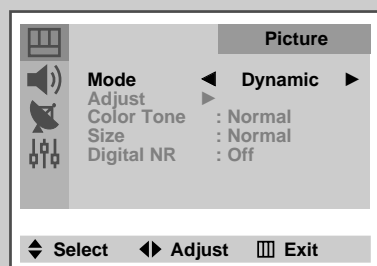 Picture
Mode ◀ Dynamic ▶
Adjust ▶
Color Tone : Normal
Size : Normal
Digital NR : Off
Select Adjust Exit